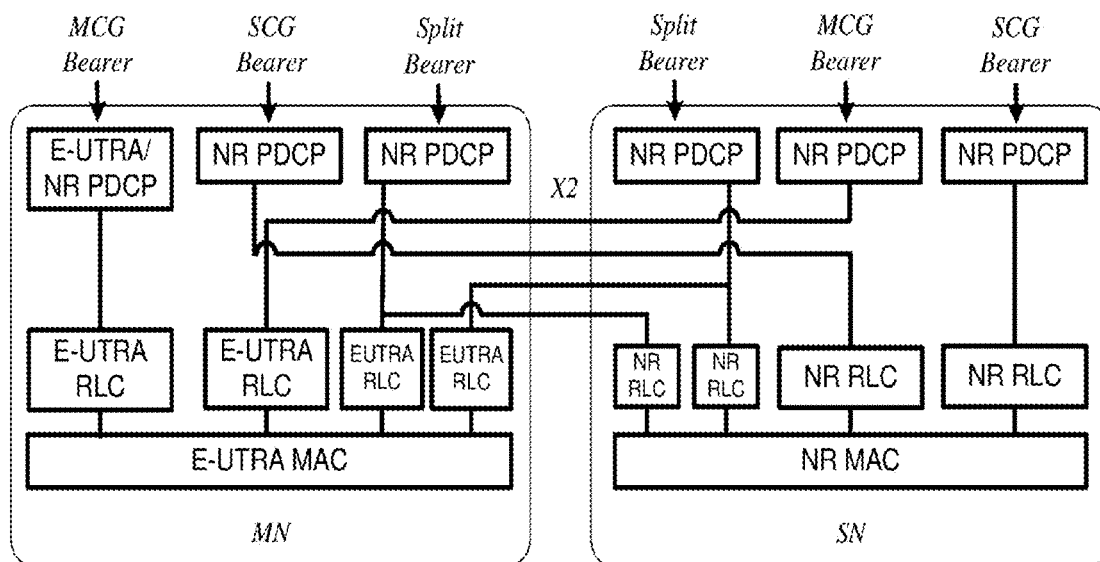 MCG
Bearer
SCG
Bearer
Split
Bearer
Split
Bearer
MCG
Bearer
SCG
Bearer
E-UTRA/
NR PDCP
NR PDCP
NR PDCP
X2
NR PDCP
NR PDCP
NR PDCP
E-UTRA
RLC
E-UTRA
RLC
EUTRA
RLC
EUTRA
RLC
NR
RLC
NR
RLC
NR RLC
NR RLC
E-UTRA MAC
NR MAC
MN
SN